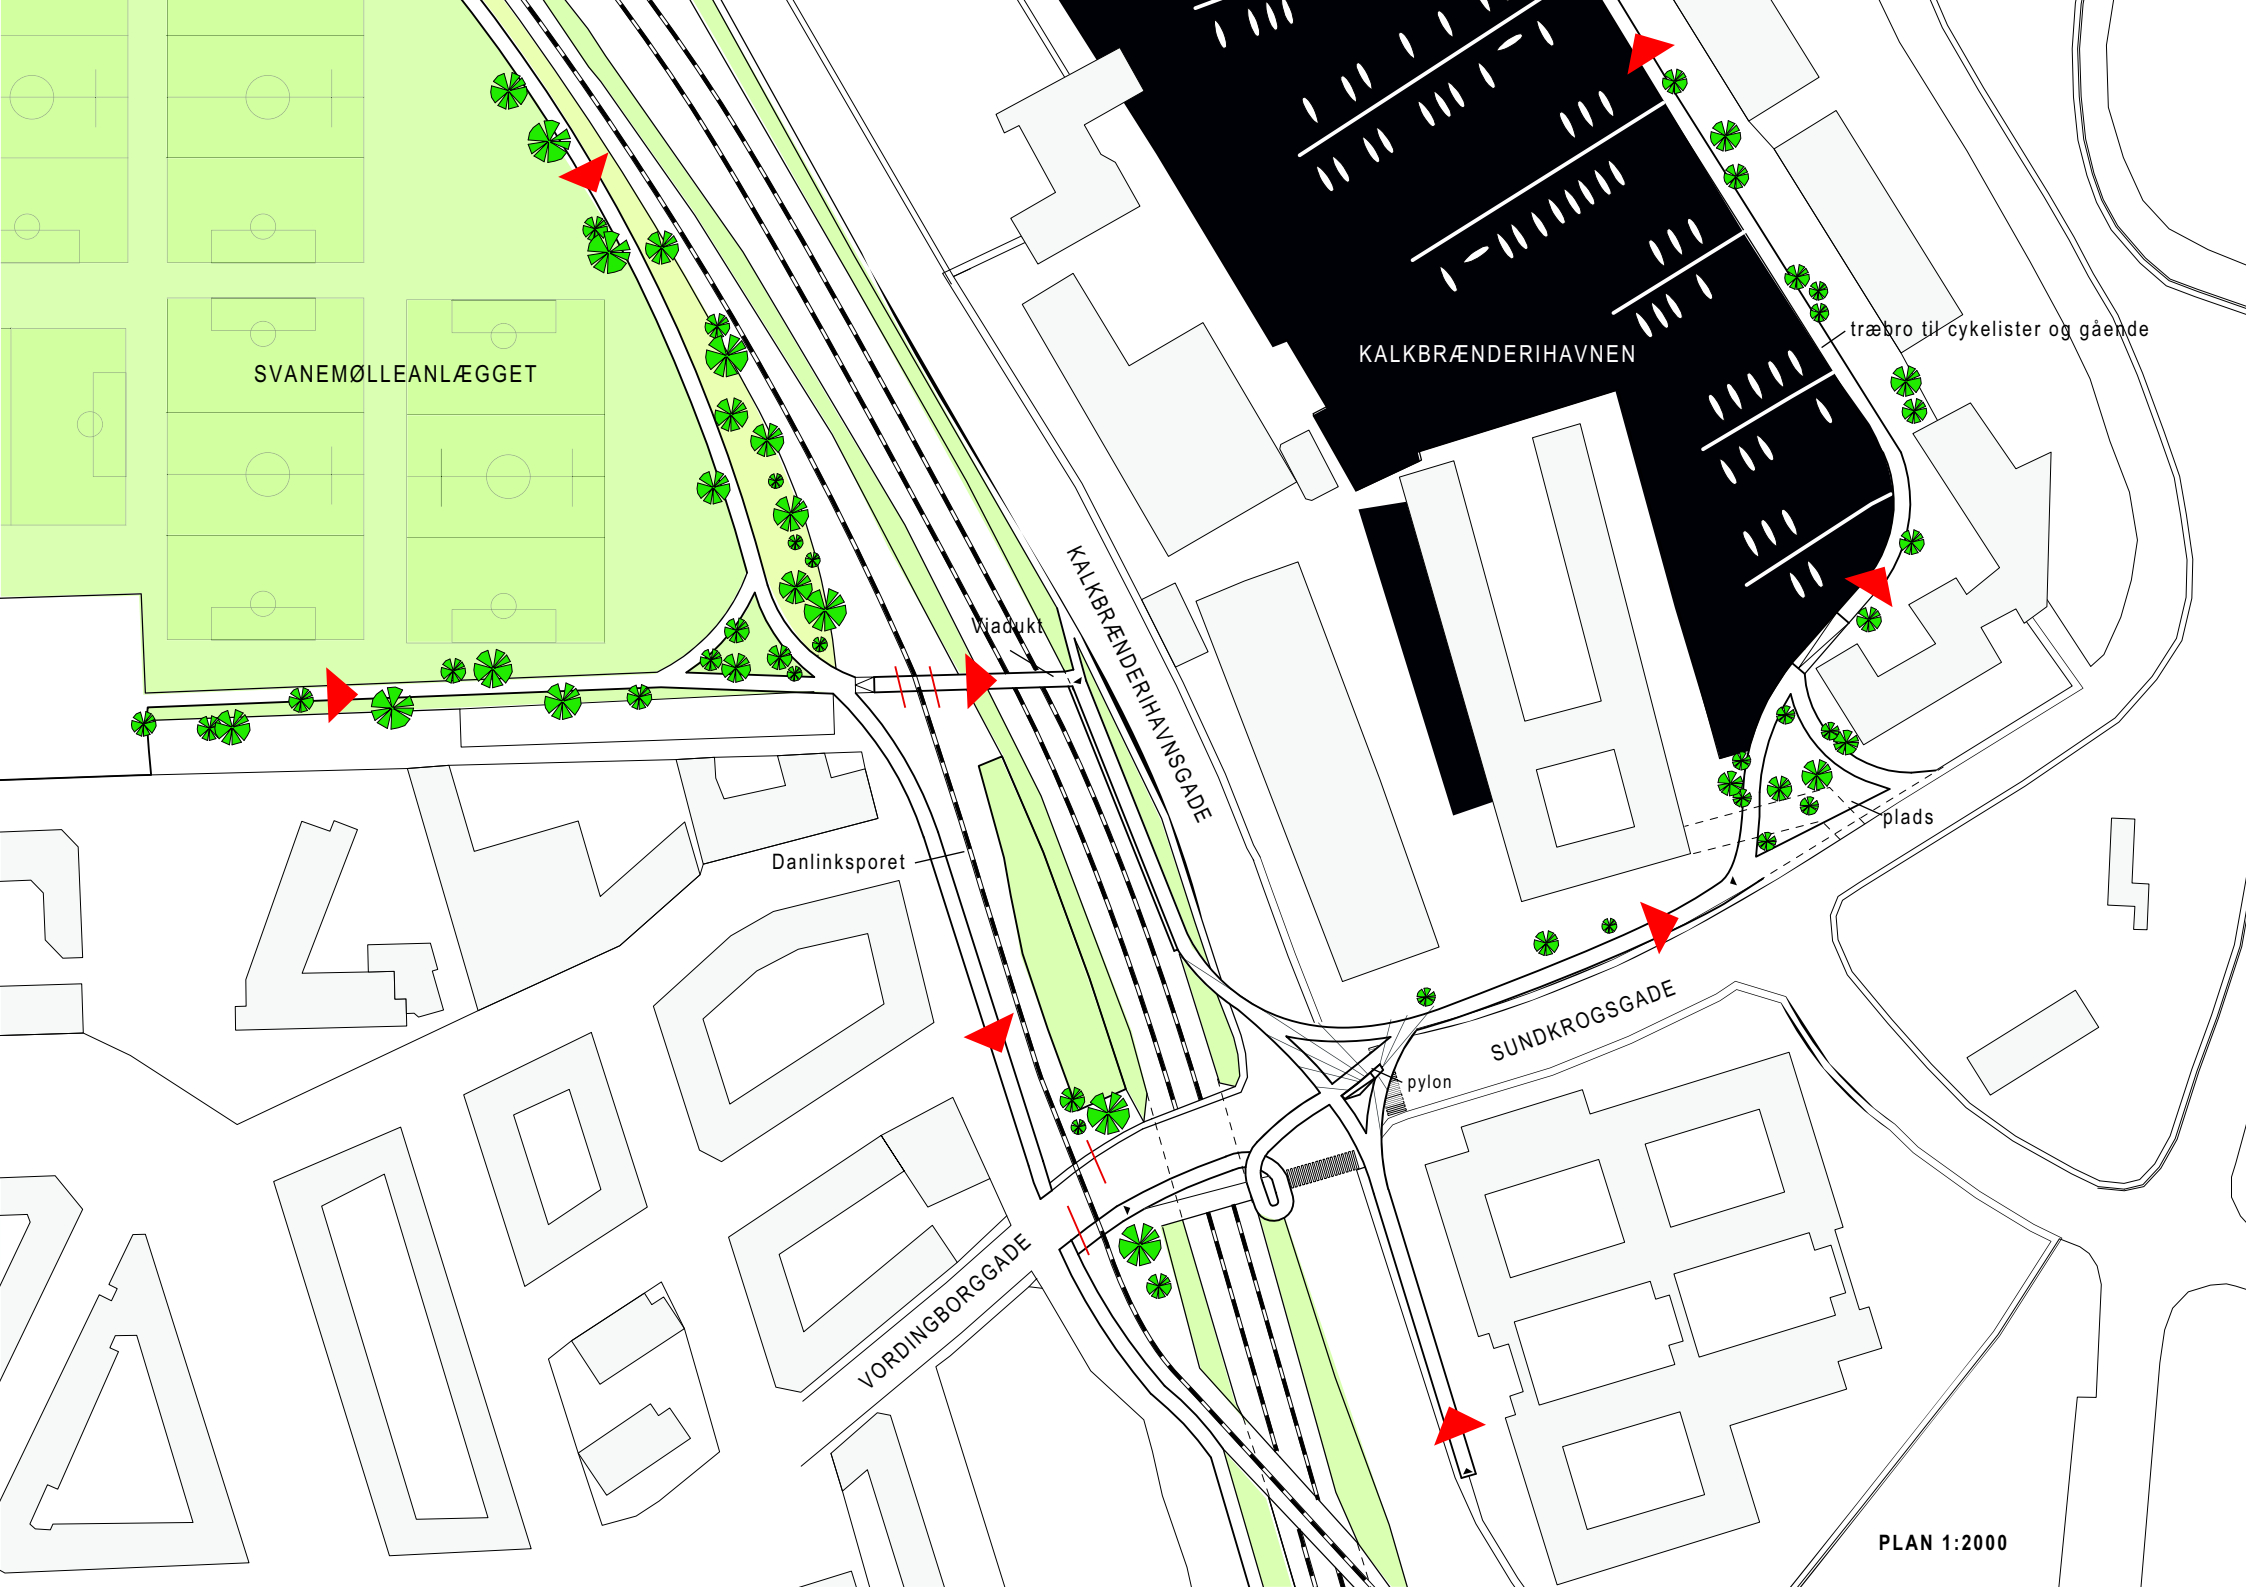 træbro til cykelister og gående
KALKBRÆNDERIHAVNEN
SVANEMØLLEANLÆGGET
KALKBRÆNDERIHAVNSGADE
Viadukt
plads
Danlinksporet
SUNDKROGSGADE
pylon
VORDINGBORGGADE
PLAN 1:2000